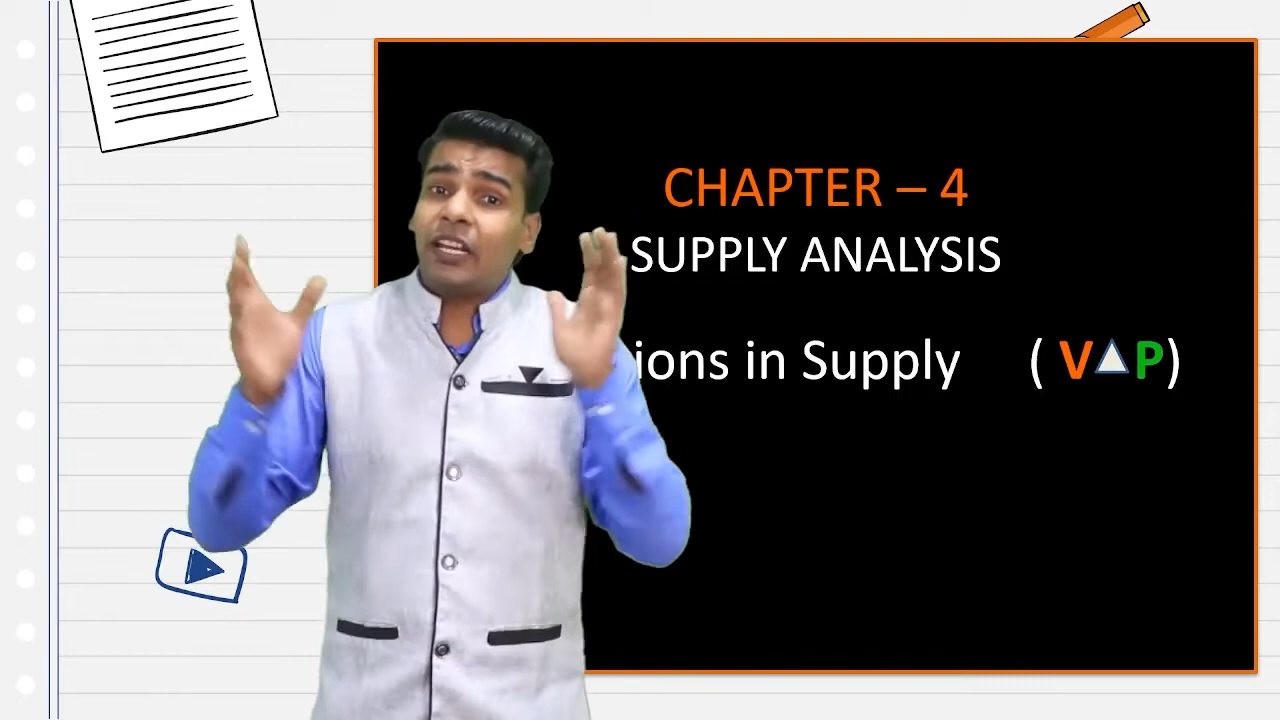 CHAPTER – 4
SUPPLY ANALYSIS
ions in Supply ( V△P)